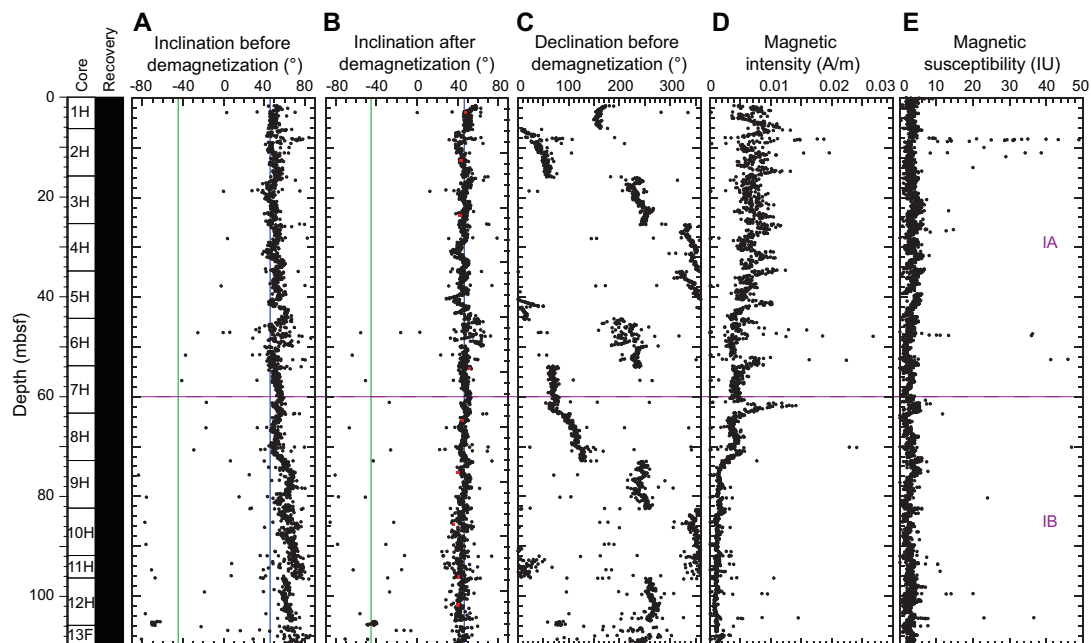 A B C D E
Inclination before Inclination after Declination before Magnetic Magnetic
demagnetization (°) demagnetization (°) demagnetization (°) intensity (A/m) susceptibility (IU)
Core
Recovery
-80 -40 0 40 80 -80 -40 0 40 80 0 100 200 300 0 0.01 0.02 0.03 0 10 20 30 40 50
Depth (mbsf)
0
1H
2H
20
3H
4H
IA
40
5H
6H
60
7H
8H
80
9H
IB
10H
11H
100
12H
13F